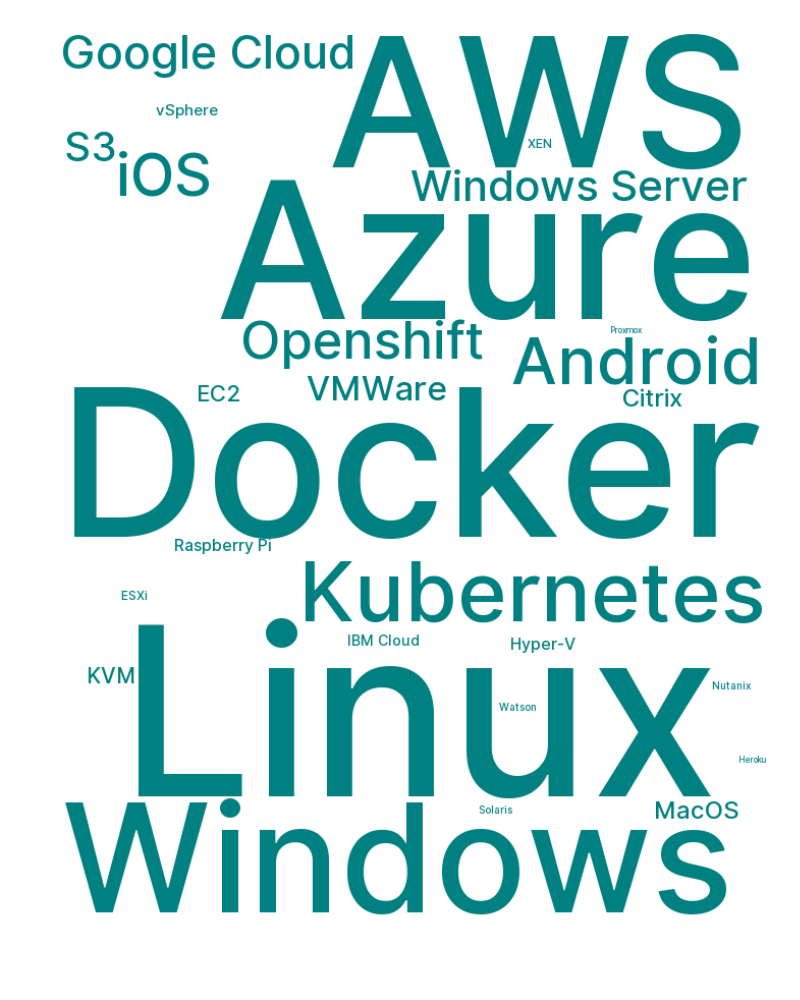 Google Cloud
AWS
vSphere
S3
XEN
iOS
Windows Server
Azure
Openshift
Proxmox
Android
VMWare
EC2
Citrix
Docker
Raspberry Pi
Kubernetes
ESXi
IBM Cloud
Hyper-V
Linux
KVM
Nutanix
Watson
Heroku
Solaris
MacOS
Windows